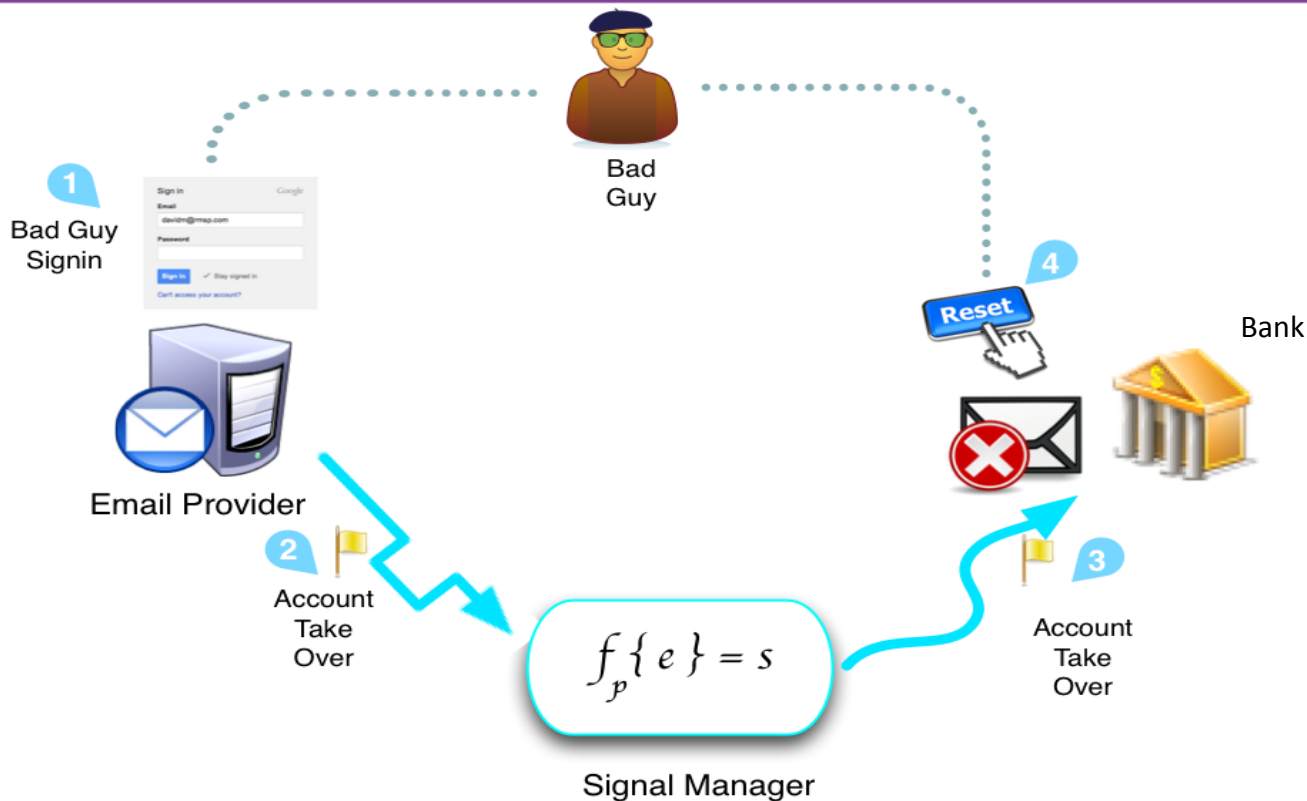 Bad
Guy
1
Bad Guy
Signin
Sign in Google
Email
davidm@rmsp.com
Password
Sign in ✓ Stay signed in
Can't access your account?
Email Provider
2
Account
Take
Over
f_p { e } = s
Signal Manager
3
Account
Take
Over
4
Reset
Bank
$